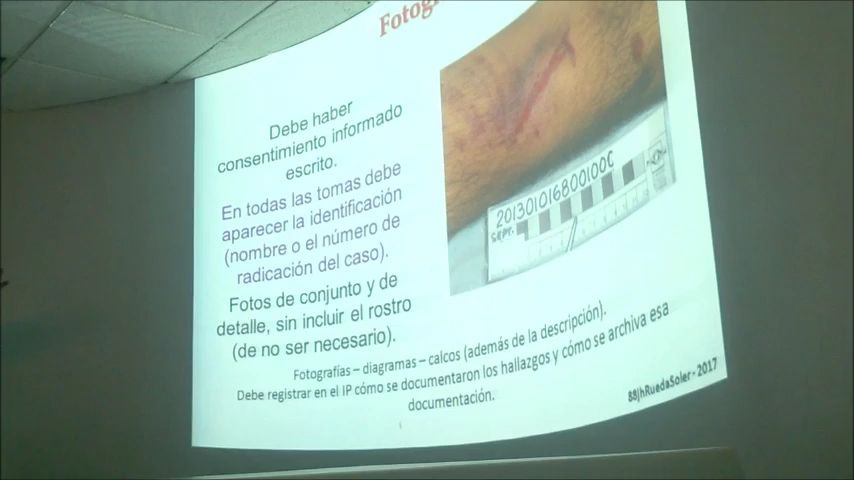 Fotogr
Debe haber
consentimiento informado
escrito.
En todas las tomas debe
aparecer la identificación
(nombre o el número de
radicación del caso).
Fotos de conjunto y de
detalle, sin incluir el rostro
(de no ser necesario).
201301016800100C
SEPT.
Fotografías – diagramas – calcos (además de la descripción).
Debe registrar en el IP cómo se documentaron los hallazgos y cómo se archiva esa
documentación.
88JhRuedaSoler - 2017